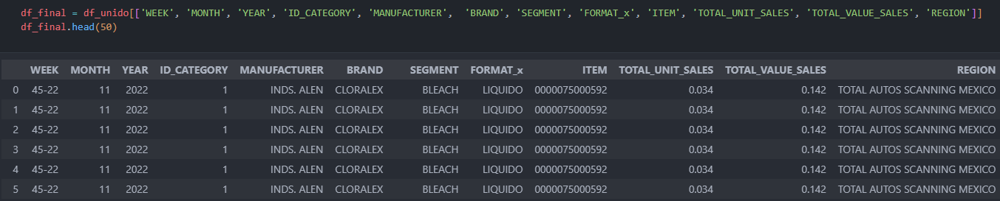 df_final = df_unido[['WEEK', 'MONTH', 'YEAR', 'ID_CATEGORY', 'MANUFACTURER',  'BRAND', 'SEGMENT', 'FORMAT_x', 'ITEM', 'TOTAL_UNIT_SALES', 'TOTAL_VALUE_SALES', 'REGION']]
df_final.head(50)
WEEK MONTH YEAR ID_CATEGORY MANUFACTURER BRAND SEGMENT FORMAT_x ITEM TOTAL_UNIT_SALES TOTAL_VALUE_SALES REGION
0 45-22 11 2022 1 INDS. ALEN CLORALEX BLEACH LIQUIDO 0000075000592 0.034 0.142 TOTAL AUTOS SCANNING MEXICO
1 45-22 11 2022 1 INDS. ALEN CLORALEX BLEACH LIQUIDO 0000075000592 0.034 0.142 TOTAL AUTOS SCANNING MEXICO
2 45-22 11 2022 1 INDS. ALEN CLORALEX BLEACH LIQUIDO 0000075000592 0.034 0.142 TOTAL AUTOS SCANNING MEXICO
3 45-22 11 2022 1 INDS. ALEN CLORALEX BLEACH LIQUIDO 0000075000592 0.034 0.142 TOTAL AUTOS SCANNING MEXICO
4 45-22 11 2022 1 INDS. ALEN CLORALEX BLEACH LIQUIDO 0000075000592 0.034 0.142 TOTAL AUTOS SCANNING MEXICO
5 45-22 11 2022 1 INDS. ALEN CLORALEX BLEACH LIQUIDO 0000075000592 0.034 0.142 TOTAL AUTOS SCANNING MEXICO